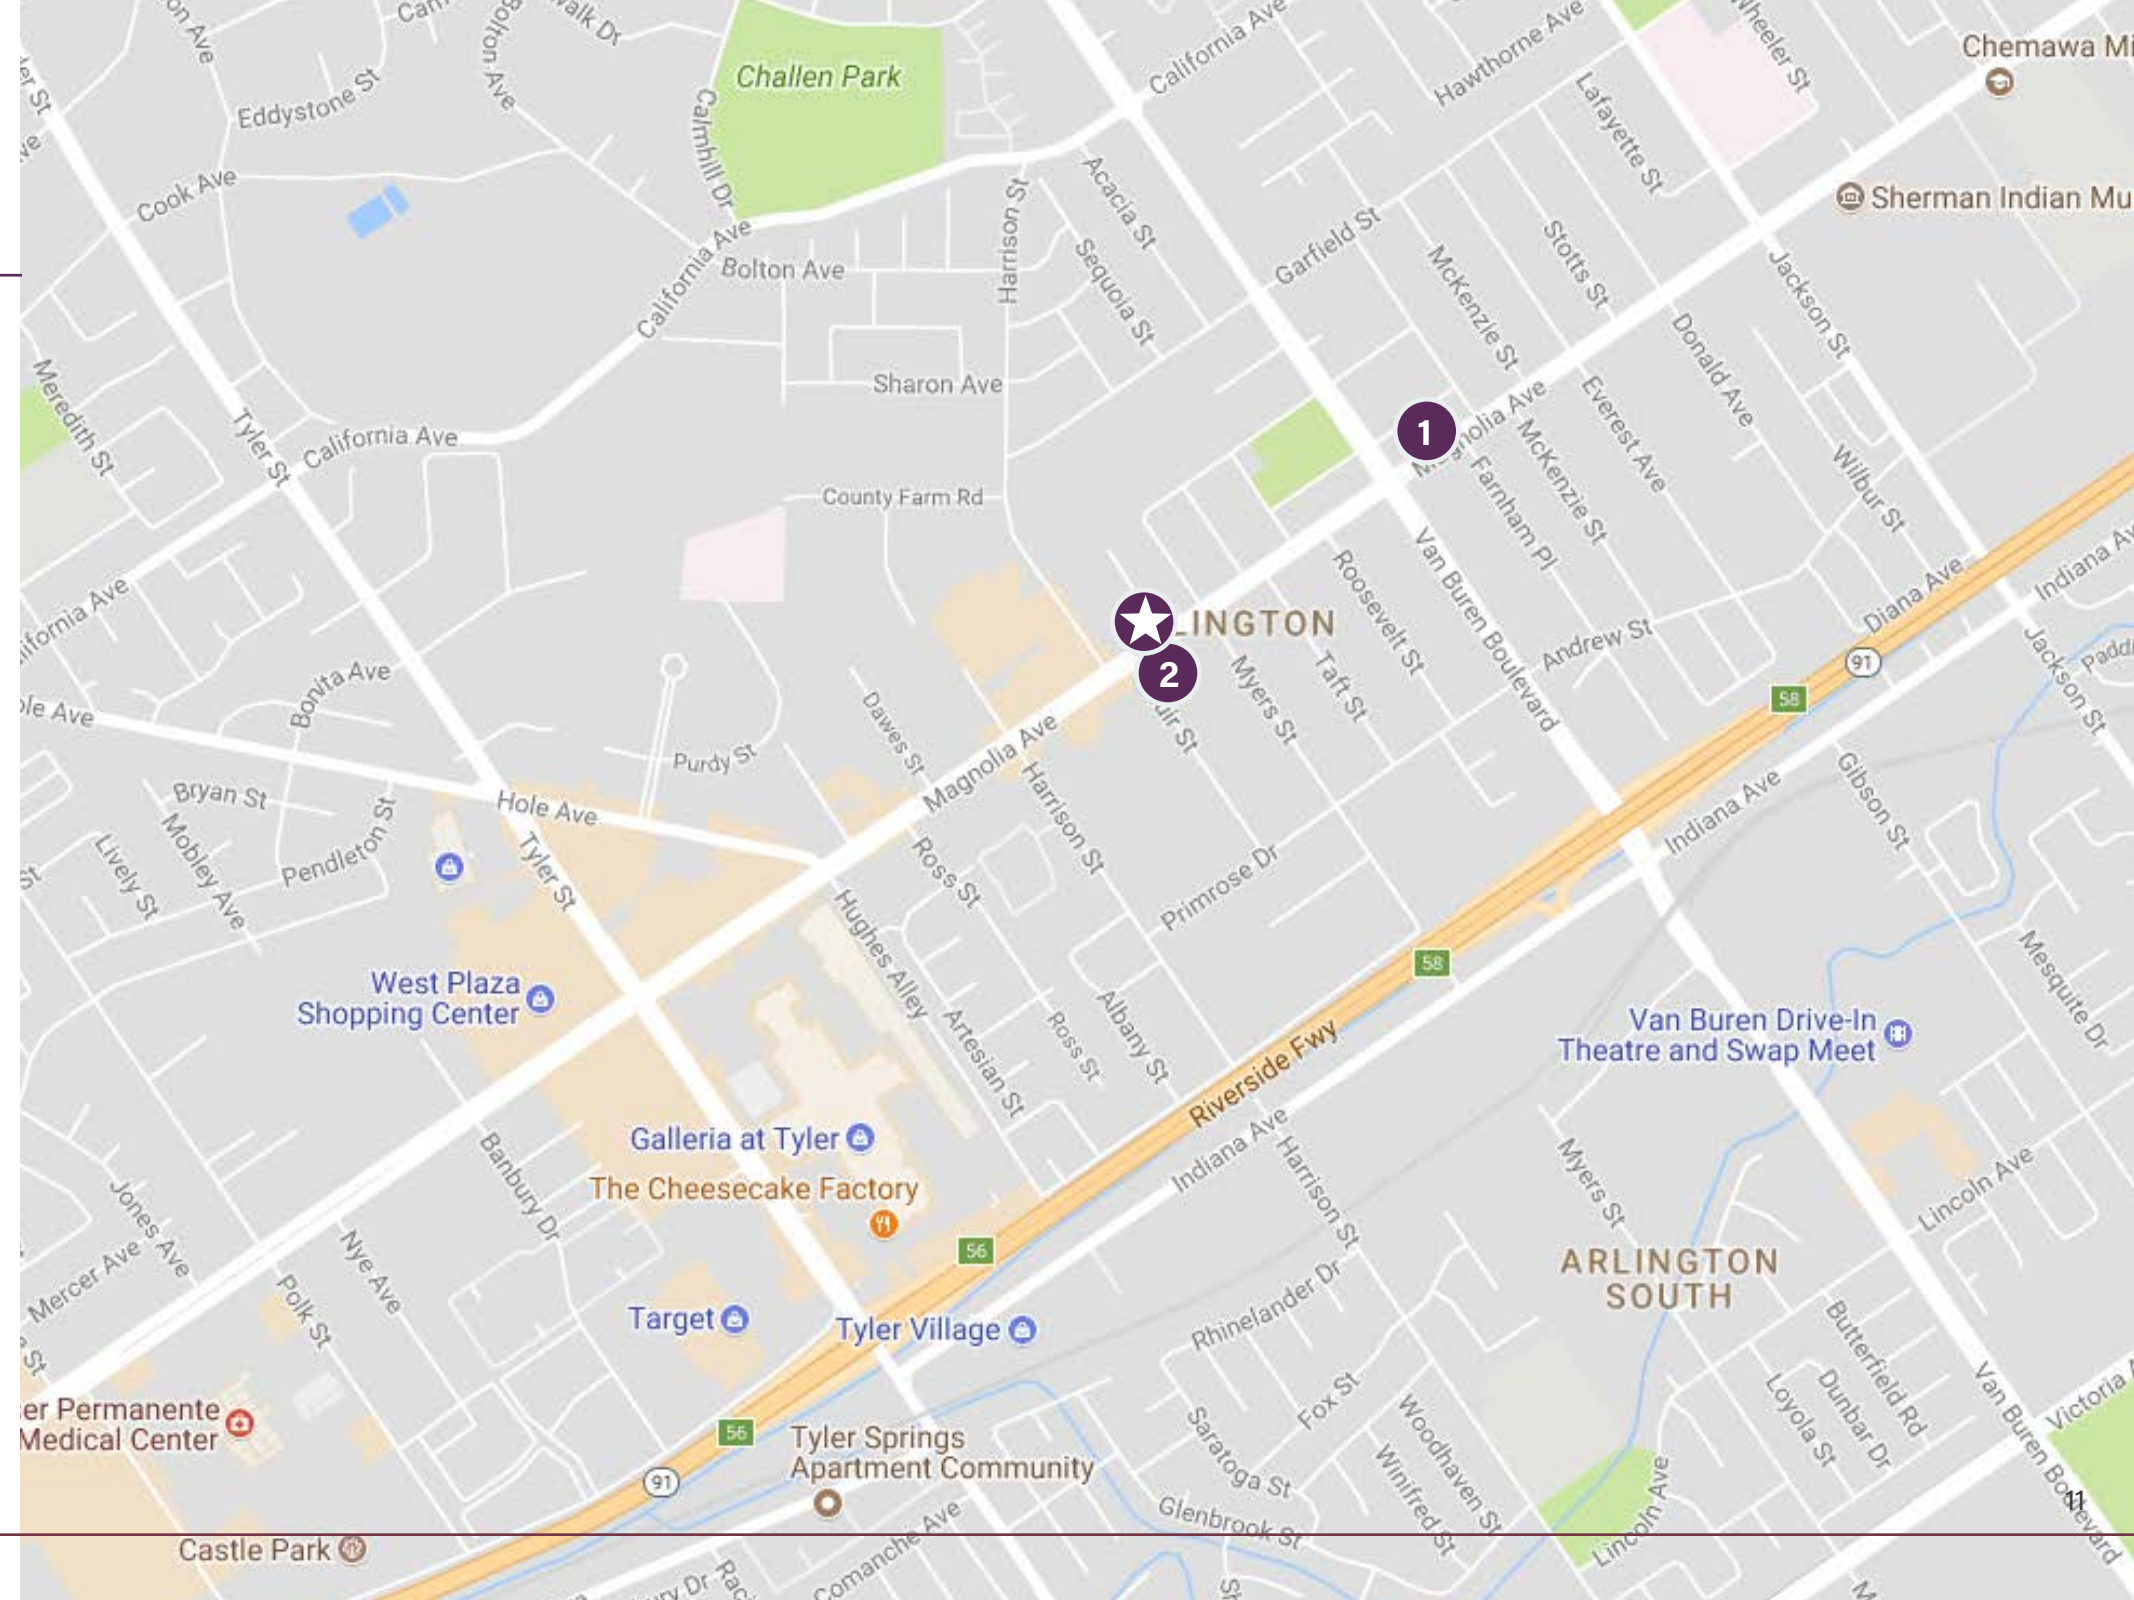 Cam
Bolton Ave
walk Dr
California Ave
Hawthorne Ave
Wheeler St
Chemawa Mi
Eddystone St
Challen Park
Calmhill Dr
Lafayette St
Cook Ave
Sherman Indian Mu
Harrison St
Acacia St
Garfield St
Stotts St
McKenzie St
Jackson St
California Ave
Bolton Ave
Sequoia St
Donald Ave
Sharon Ave
Meredith St
Tyler St
California Ave
1
Magnolia Ave
McKenzie St
Everest Ave
Wilbur St
County Farm Rd
Farnham Pl
Van Buren Boulevard
Roosevelt St
Diana Ave
Indiana Av
ifornia Ave
LINGTON
Andrew St
91
Jackson St
Paddi
2
uir St
Myers St
Taft St
58
ole Ave
Bonita Ave
Dawes St
Purdy St
Magnolia Ave
Harrison St
Indiana Ave
Gibson St
Bryan St
Mobley Ave
Pendleton St
Lively St
St
Hole Ave
Tyler St
Ross St
Hughes Alley
Primrose Dr
58
West Plaza
Shopping Center
Artesian St
Ross St
Albany St
Riverside Fwy
Van Buren Drive-In
Theatre and Swap Meet
Mesquite Dr
Galleria at Tyler
The Cheesecake Factory
Banbury Dr
Indiana Ave
Harrison St
Myers St
Lincoln Ave
Jones Ave
Mercer Ave
Nye Ave
Polk St
56
ARLINGTON
SOUTH
Target
Tyler Village
Rhinelander Dr
Butterfield Rd
St
er Permanente
Medical Center
56
Tyler Springs
Apartment Community
Fox St
Saratoga St
Woodhaven St
Winifred St
Loyola St
Dunbar Dr
Van Buren Boulevard
Victoria
91
Glenbrook St
Lincoln Ave
11
Castle Park
Comanche Ave